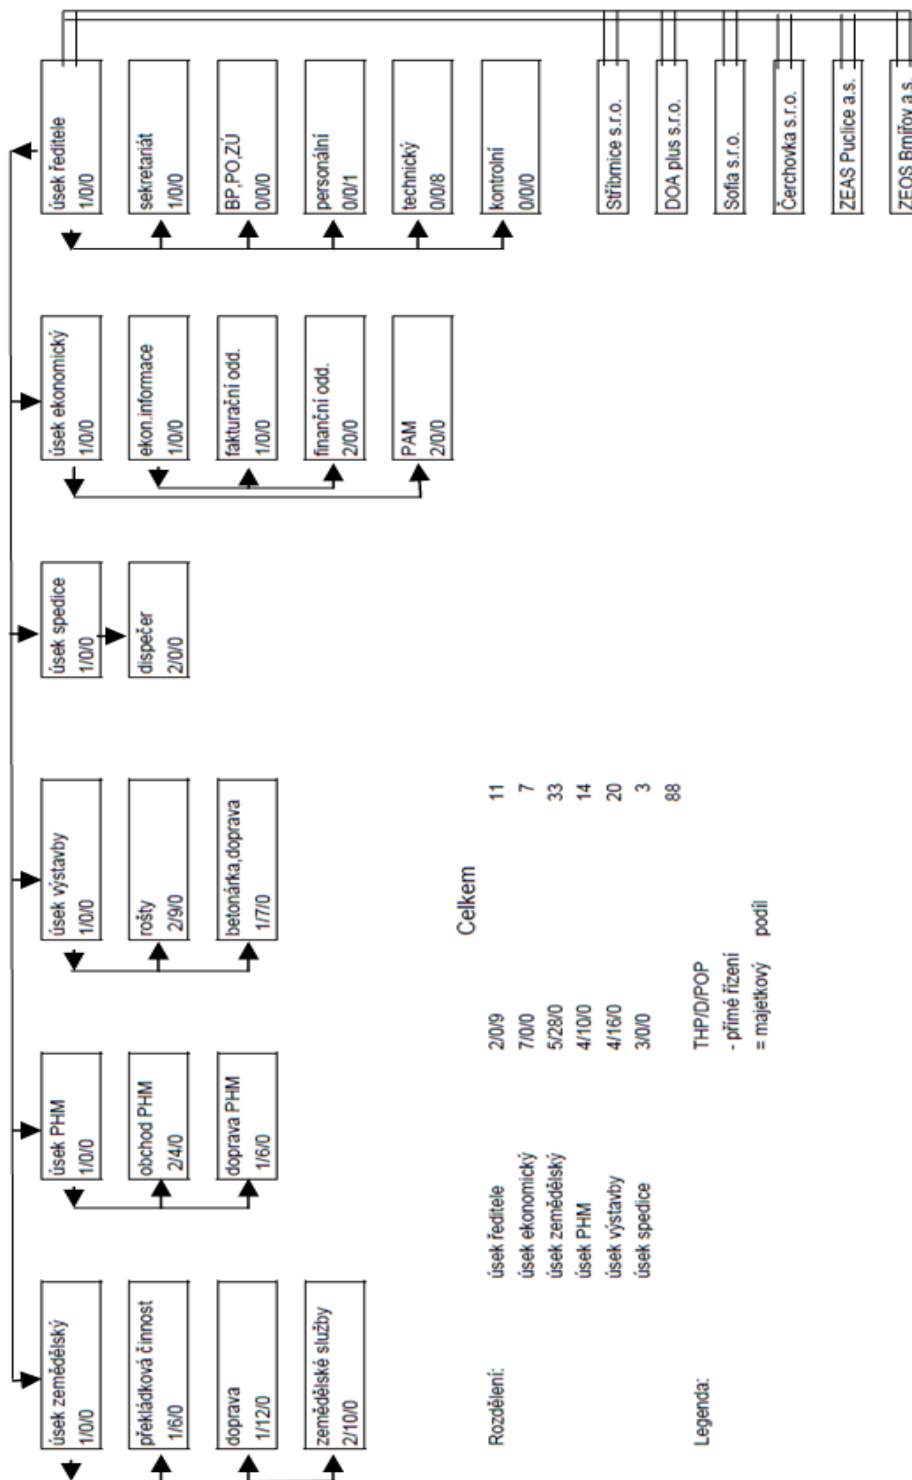 úsek zemědělský
1/0/0
překládková činnost
1/6/0
doprava
1/12/0
zemědělské služby
2/10/0
úsek PHM
1/0/0
obchod PHM
2/4/0
doprava PHM
1/6/0
úsek výstavby
1/0/0
rošty
2/9/0
betonárka,doprava
1/7/0
úsek spedice
1/0/0
dispečer
2/0/0
úsek ekonomický
1/0/0
ekon.informace
1/0/0
fakturační odd.
1/0/0
finanční odd.
2/0/0
PAM
2/0/0
úsek ředitele
1/0/0
sekretariát
1/0/0
BP,PO,ZÚ
0/0/0
personální
0/0/1
technický
0/0/8
kontrolní
0/0/0
Stříbrnice s.r.o.
DOA plus s.r.o.
Sofia s.r.o.
Čerchovka s.r.o.
ZEAS Puclice a.s.
ZEOS Brnířov a.s.
Celkem
Rozdělení: úsek ředitele 2/0/9 11
úsek ekonomický 7/0/0 7
úsek zemědělský 5/28/0 33
úsek PHM 4/10/0 14
úsek výstavby 4/16/0 20
úsek spedice 3/0/0 3
88
Legenda: THP/D/POP
- přímé řízení
= majetkový podíl